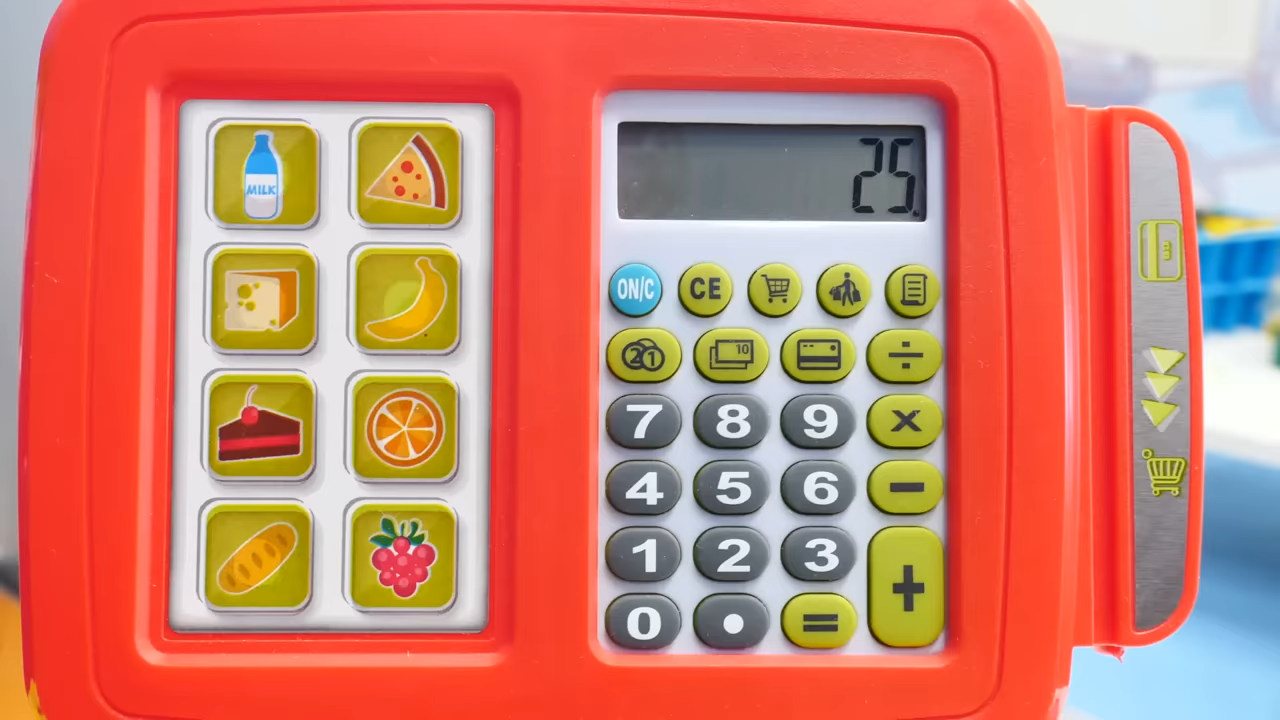 MILK
25.
ON/C CE
21 10 ÷
7 8 9 ×
4 5 6 -
1 2 3
0 . = +